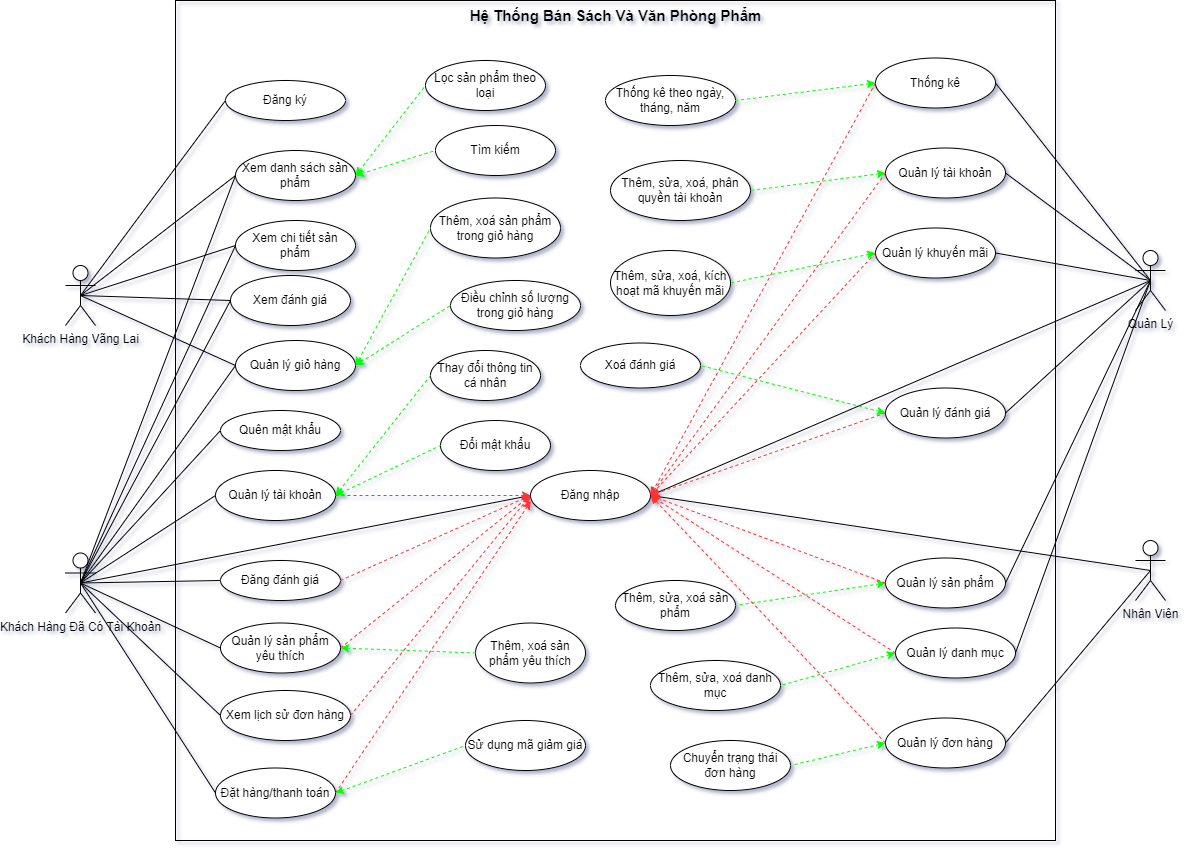 Hệ Thống Bán Sách Và Văn Phòng Phẩm
Đăng ký
Lọc sản phẩm theo
loại
Tìm kiếm
Xem danh sách sản
phẩm
Xem chi tiết sản
phẩm
Thêm, xoá sản phẩm
trong giỏ hàng
Xem đánh giá
Điều chỉnh số lượng
trong giỏ hàng
Khách Hàng Vãng Lai
Quản lý giỏ hàng
Thay đổi thông tin
cá nhân
Quên mật khẩu
Đổi mật khẩu
Quản lý tài khoản
Đăng nhập
Đăng đánh giá
Khách Hàng Đã Có Tài Khoản
Quản lý sản phẩm
yêu thích
Thêm, xoá sản
phẩm yêu thích
Xem lịch sử đơn hàng
Sử dụng mã giảm giá
Đặt hàng/thanh toán
Thống kê theo ngày,
tháng, năm
Thống kê
Thêm, sửa, xoá, phân
quyền tài khoản
Quản lý tài khoản
Thêm, sửa, xoá, kích
hoạt mã khuyến mãi
Quản lý khuyến mãi
Quản Lý
Xoá đánh giá
Quản lý đánh giá
Thêm, sửa, xoá sản
phẩm
Quản lý sản phẩm
Nhân Viên
Thêm, sửa, xoá danh
mục
Quản lý danh mục
Chuyển trạng thái
đơn hàng
Quản lý đơn hàng